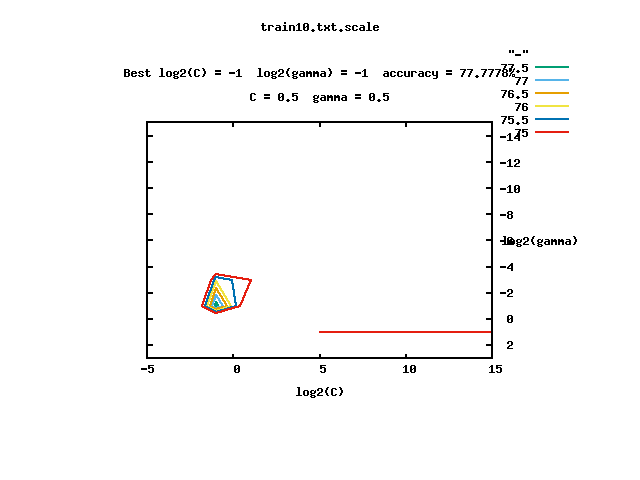 train10.txt.scale
"-"
Best log2(C) = -1  log2(gamma) = -1  accuracy = 77.7778%
77.5
77
76.5
76
75.5
75
C = 0.5  gamma = 0.5
-14
-12
-10
-8
-6
log2(gamma)
-4
-2
0
2
-5 0 5 10 15
log2(C)